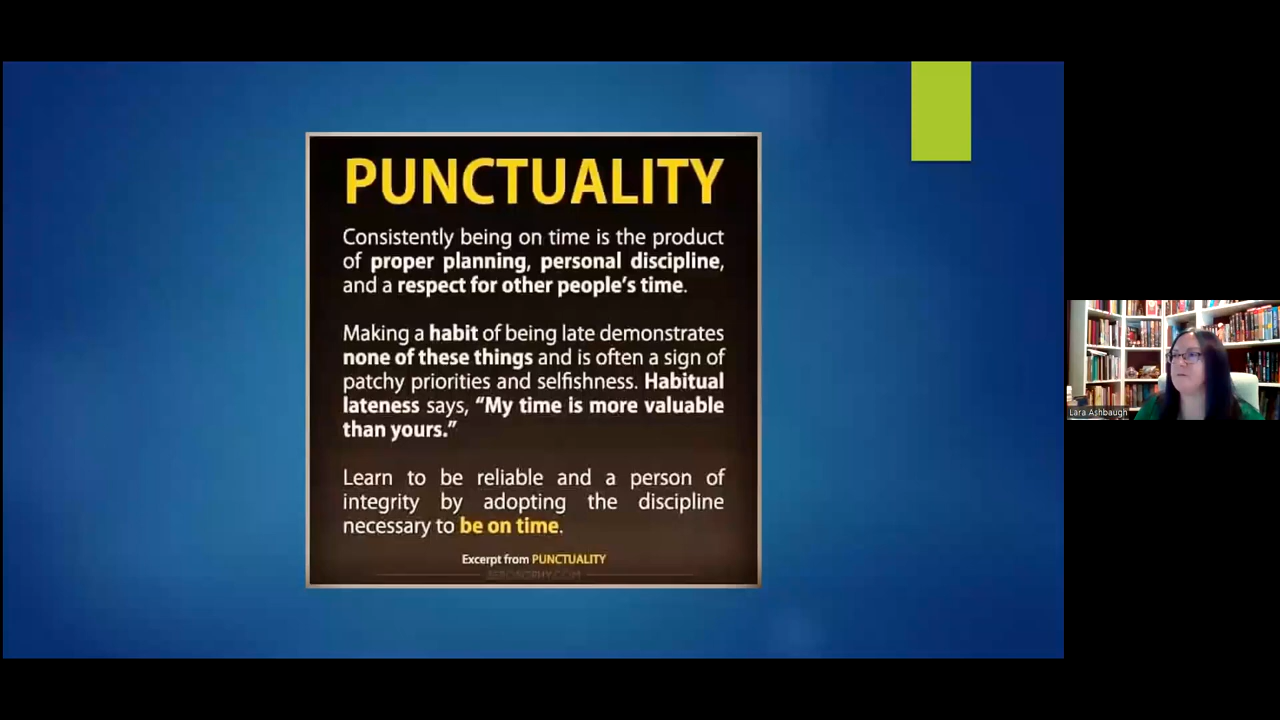 PUNCTUALITY
Consistently being on time is the product
of proper planning, personal discipline,
and a respect for other people's time.
Making a habit of being late demonstrates
none of these things and is often a sign of
patchy priorities and selfishness. Habitual
lateness says, “My time is more valuable
than yours.”
Learn to be reliable and a person of
integrity by adopting the discipline
necessary to be on time.
Excerpt from PUNCTUALITY
Lara Ashbaugh